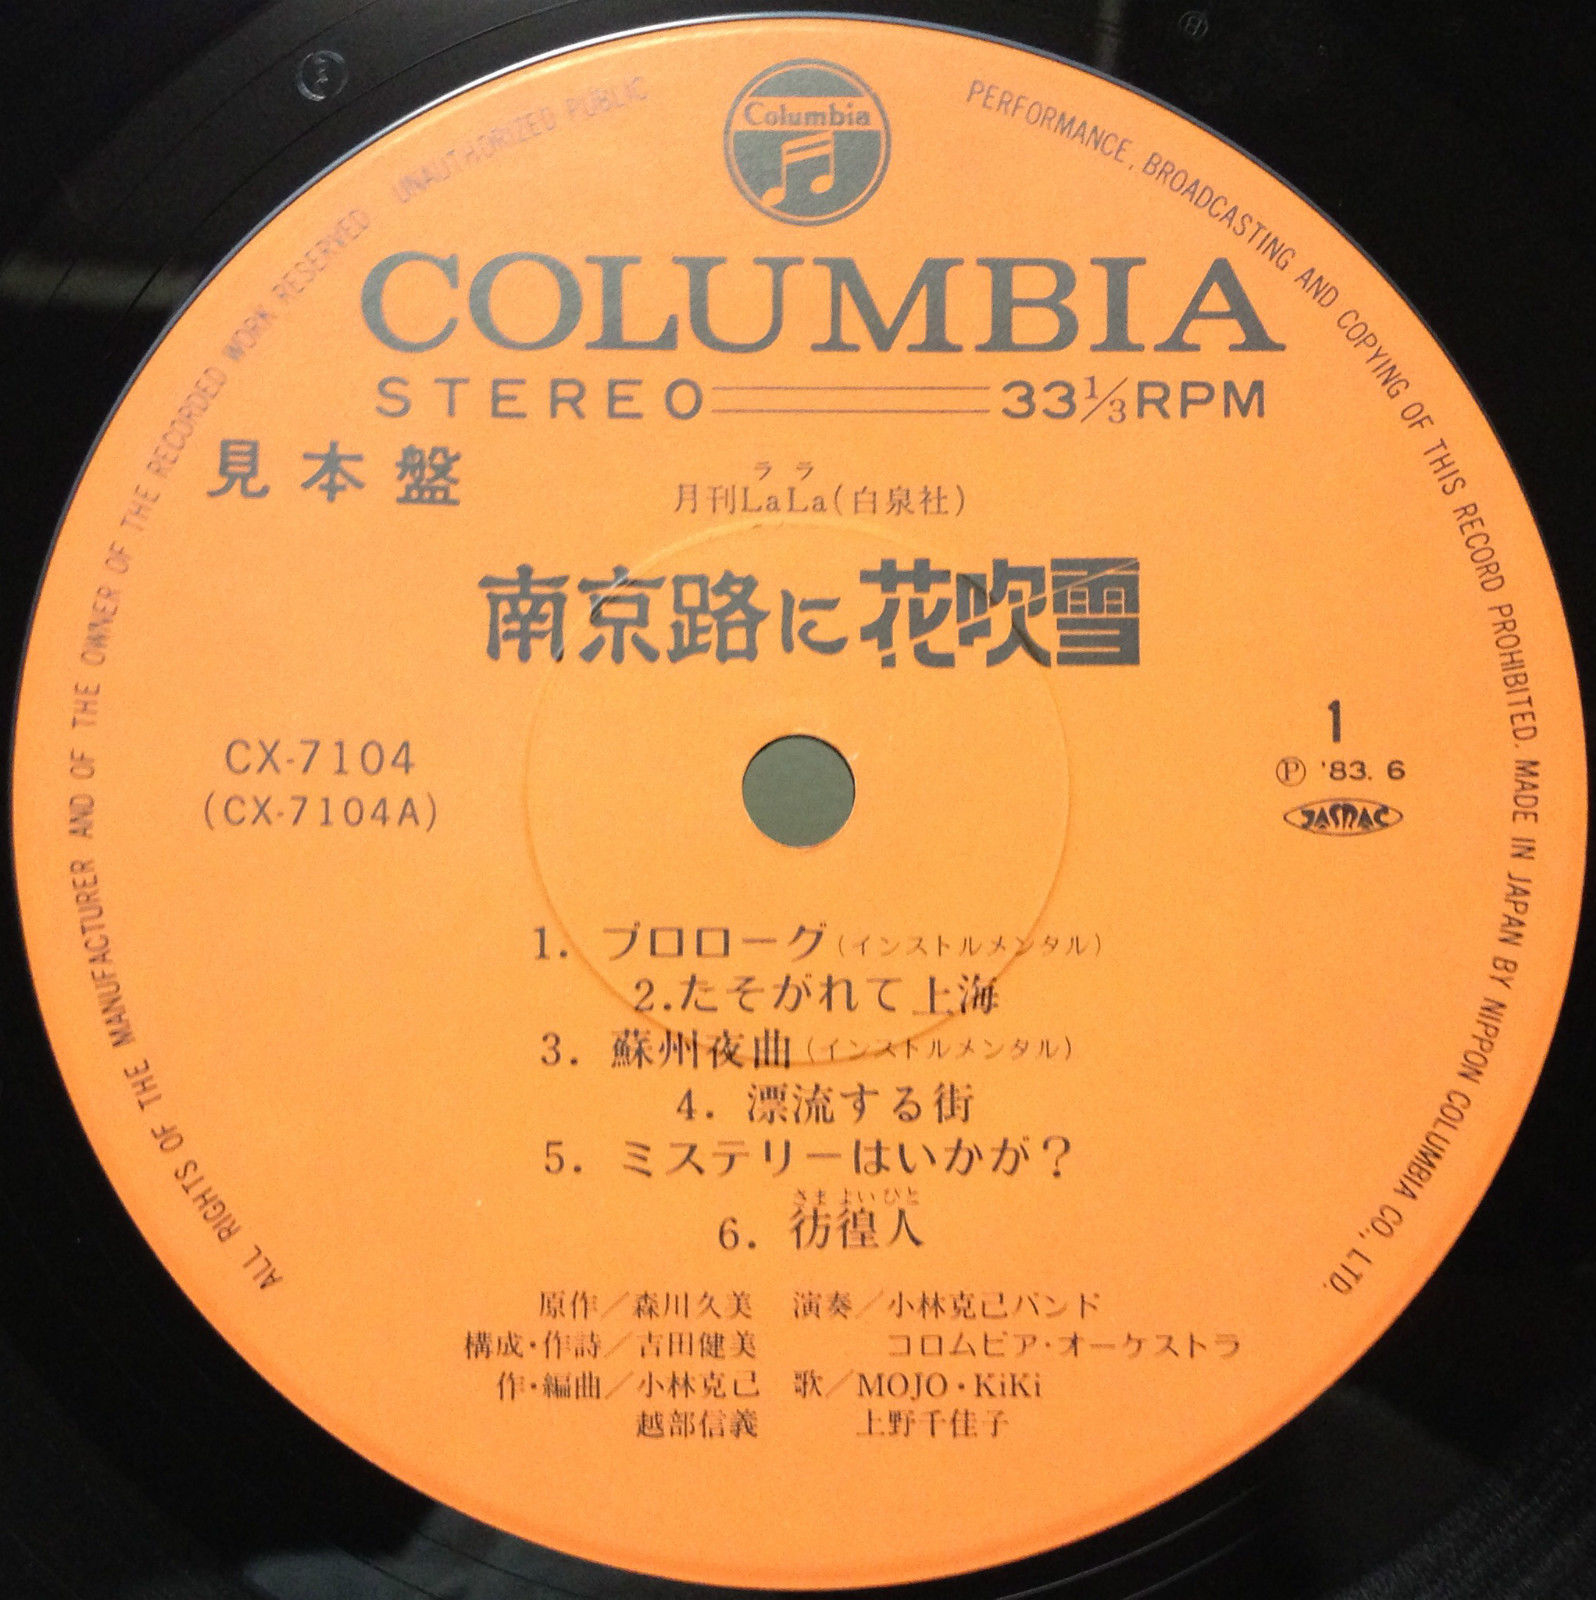 Columbia
COLUMBIA
STEREO 33⅓RPM
見本盤
ララ
月刊LaLa(白泉社)
南京路に花吹雪
CX-7104
(CX-7104A)
1
Ⓟ '83. 6
JASRAC
1. プロローグ(インストルメンタル)
2.たそがれて上海
3. 蘇州夜曲(インストルメンタル)
4. 漂流する街
5. ミステリーはいかが?
さまよいひと
6. 彷徨人
原作/森川久美 演奏/小林克己バンド
構成・作詩/吉田健美 コロムビア・オーケストラ
作・編曲/小林克己 歌/MOJO・KiKi
越部信義 上野千佳子
ALL RIGHTS OF THE MANUFACTURER AND OF THE OWNER OF THE RECORDED WORK RESERVED UNAUTHORIZED PUBLIC PERFORMANCE, BROADCASTING AND COPYING OF THIS RECORD PROHIBITED. MADE IN JAPAN BY NIPPON COLUMBIA CO., LTD.